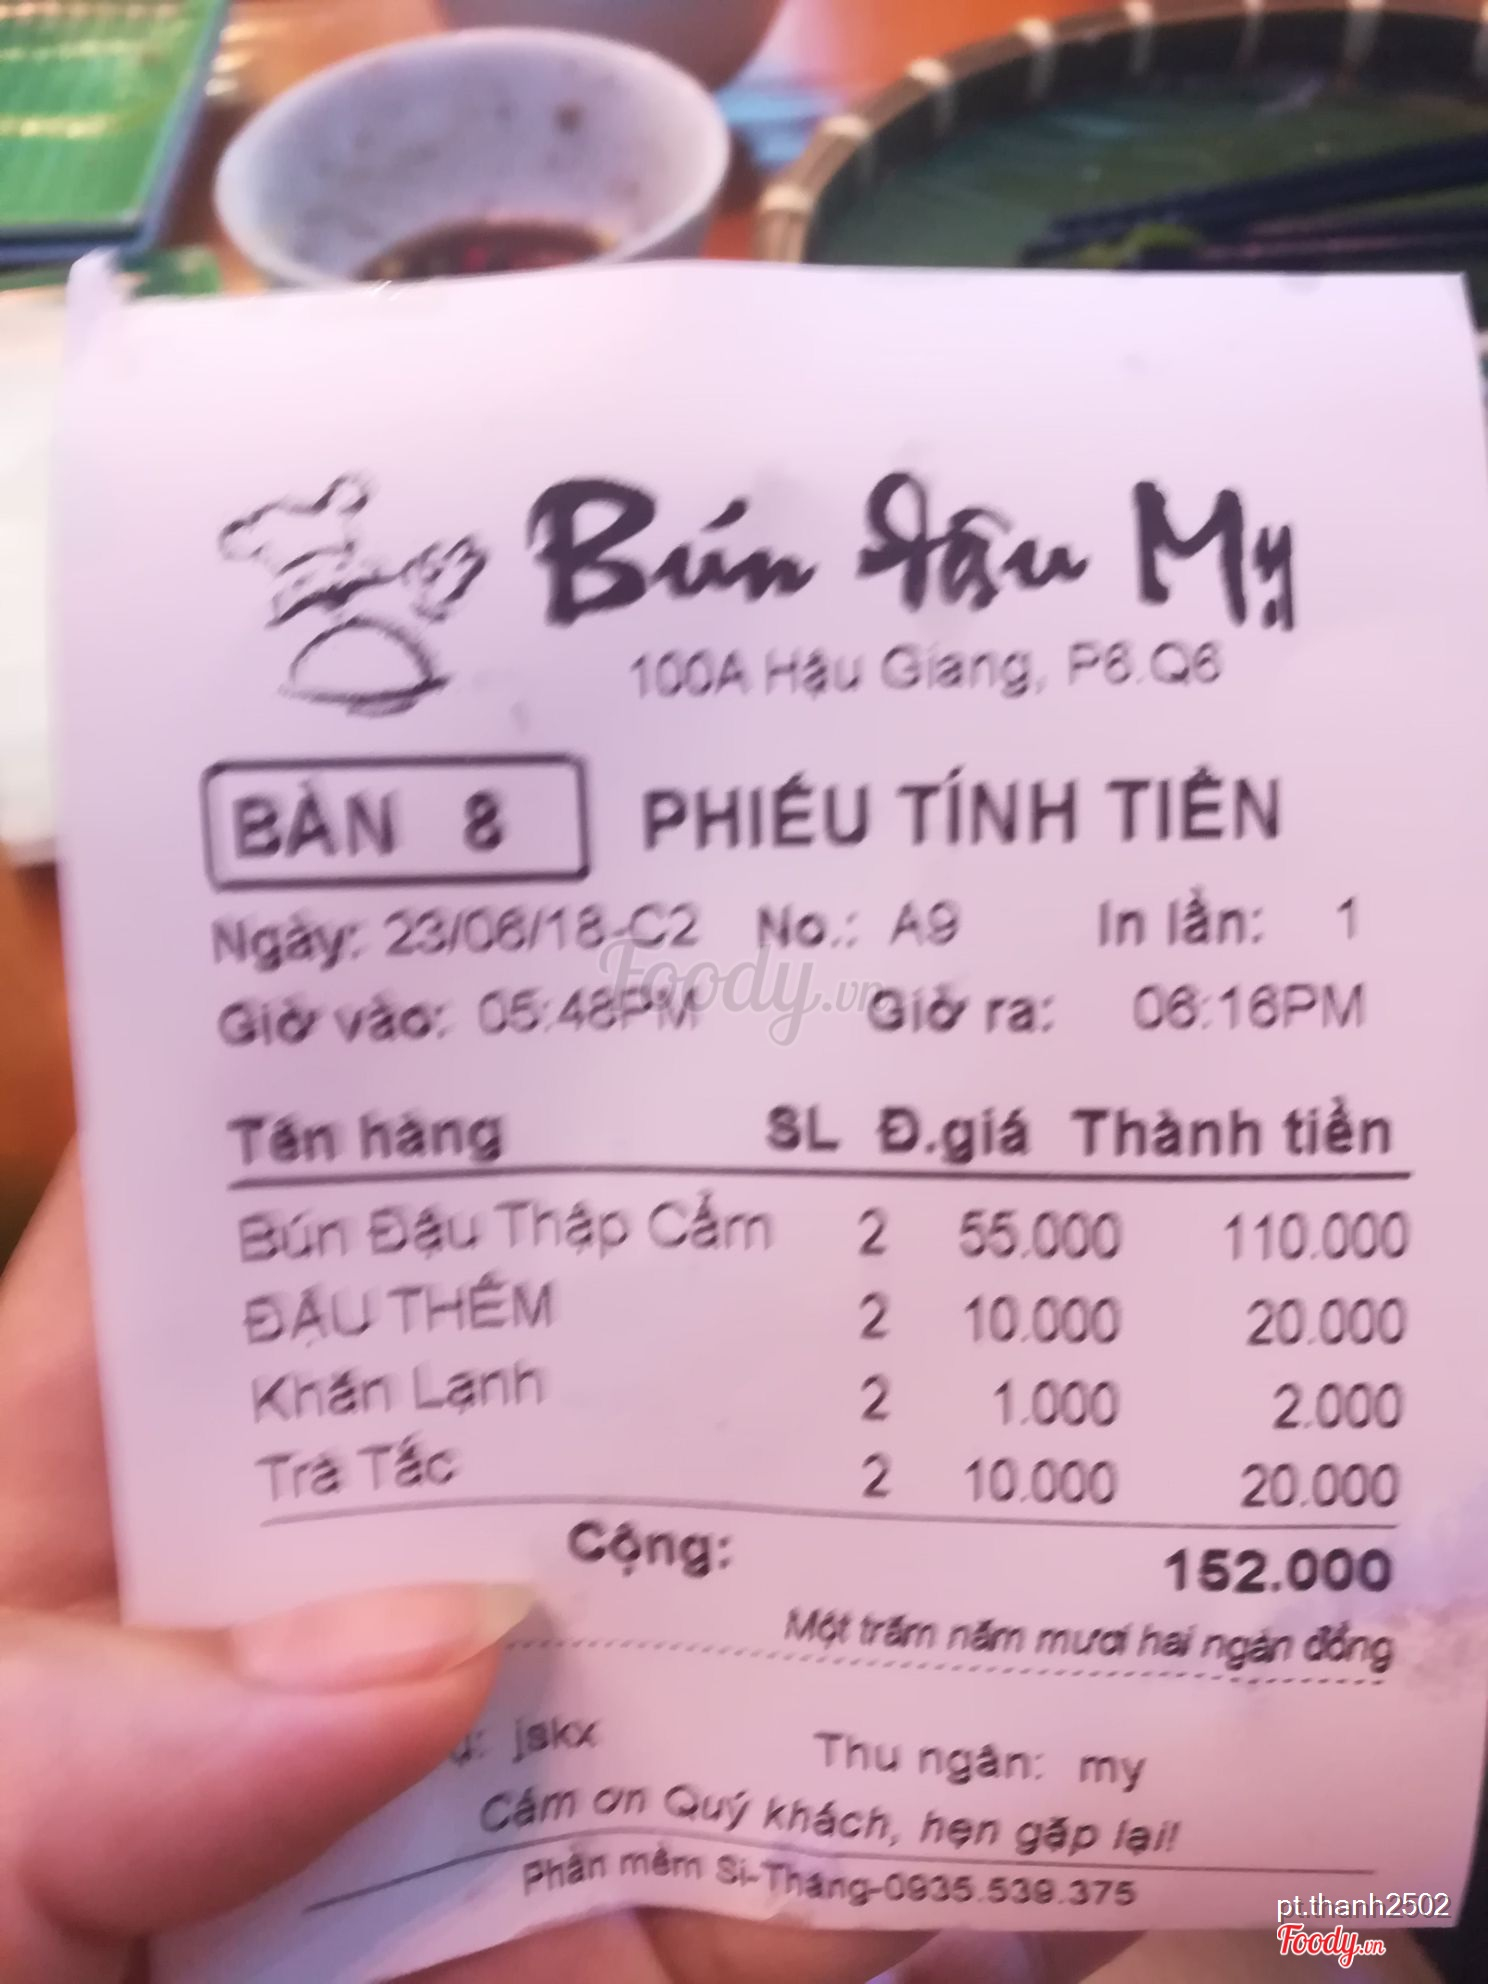 Bún Đậu Mỵ
100A Hậu Giang, P6.Q6
BÀN 8 PHIẾU TÍNH TIỀN
Ngày: 23/06/18-C2 No.: A9 In lần: 1
Giờ vào: 05:48PM Giờ ra: 06:16PM
Foody.vn
Tên hàng SL Đ.giá Thành tiền
Bún Đậu Thập Cẩm 2 55.000 110.000
ĐẬU THÊM 2 10.000 20.000
Khăn Lạnh 2 1.000 2.000
Trà Tắc 2 10.000 20.000
Cộng: 152.000
Một trăm năm mươi hai ngàn đồng
jskx Thu ngân: my
Cám ơn Quý khách, hẹn gặp lại!
Phần mềm Si-Tháng-0935.539.375
pt.thanh2502
Foody.vn